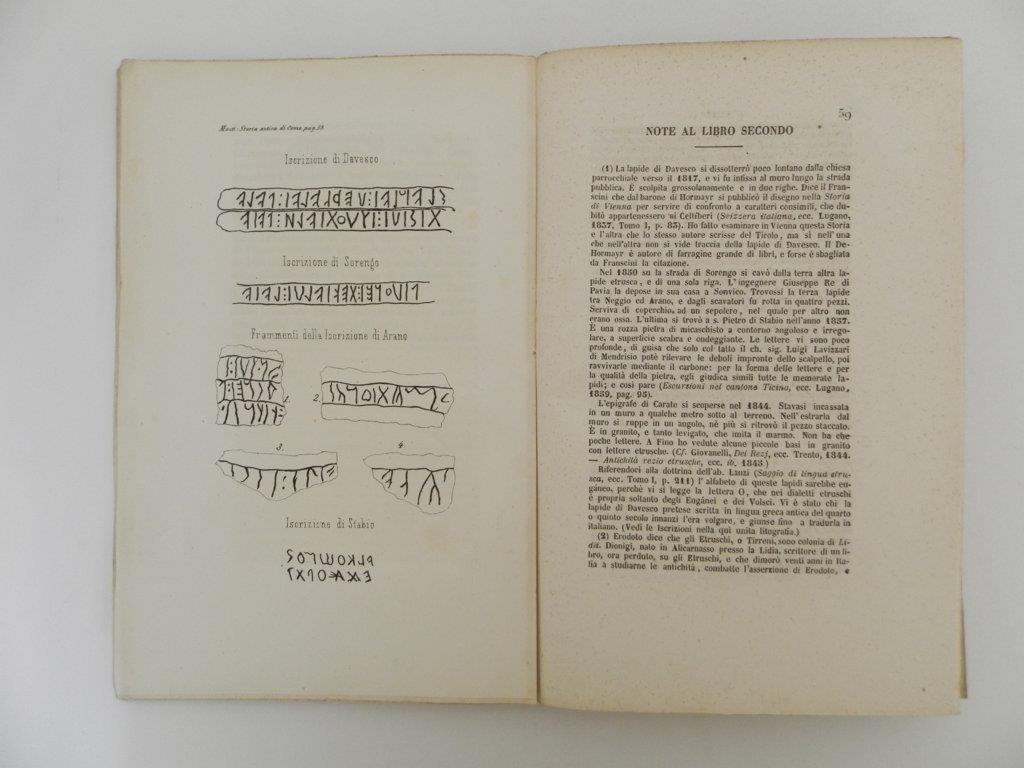 Monti: Storia antica di Como, pag. 58.
Iscrizione di Davesco
Iscrizione di Sorengo
Frammenti della Iscrizione di Arano
1.
2.
3.
4.
Iscrizione di Stabio
59
NOTE AL LIBRO SECONDO
(1) La lapide di Davesco si dissotterrò poco lontano dalla chiesa
parrocchiale verso il 1817, e vi fu infissa al muro lungo la strada
pubblica. È scolpita grossolanamente e in due righe. Dice il Fran-
scini che dal barone di Hormayr si pubblicò il disegno nella Storia
di Vienna per servire di confronto a caratteri consimili, che du-
bitò appartenessero ai Celtiberi (Svizzera italiana, ecc. Lugano,
1837, Tomo I, p. 83). Ho fatto esaminare in Vienna questa Storia
e l'altra che lo stesso autore scrisse del Tirolo, ma sì nell'una
che nell'altra non si vide traccia della lapide di Davesco. Il De-
Hormayr è autore di farragine grande di libri, e forse è sbagliata
da Franscini la citazione.
Nel 1850 su la strada di Sorengo si cavò dalla terra altra la-
pide etrusca, e di una sola riga. L'ingegnere Giuseppe Re di
Pavia la depose in sua casa a Sonvico. Trovossi la terza lapide
tra Neggio ed Arano, e dagli scavatori fu rotta in quattro pezzi.
Serviva di coperchio ad un sepolcro, nel quale per altro non
erano ossa. L'ultima si trovò a s. Pietro di Stabio nell'anno 1857.
È una rozza pietra di micaschisto a contorno angoloso e irrego-
lare, a superficie scabra e ondeggiante. Le lettere vi sono poco
profonde, di guisa che solo col tatto il ch. sig. Luigi Lavizzari
di Mendrisio potè rilevare le deboli impronte dello scalpello, poi
ravvivarle mediante il carbone: per la forma delle lettere e per
la qualità della pietra, egli giudica simili tutte le memorate la-
pidi; e così pare (Escursioni nel cantone Ticino, ecc. Lugano,
1859, pag. 95).
L'epigrafe di Carate si scoperse nel 1844. Stavasi incassata
in un muro a qualche metro sotto al terreno. Nell'estrarla dal
muro si ruppe in un angolo, nè più si ritrovò il pezzo staccato.
È in granito, e tanto levigato, che imita il marmo. Non ha che
poche lettere. A Fino ho vedute alcune piccole basi in granito
con lettere etrusche. (Cf. Giovanelli, Dei Rezj, ecc. Trento, 1844.
— Antichità rezio etrusche, ecc. ib. 1845.)
Riferendoci alla dottrina dell'ab. Lanzi (Saggio di lingua etru-
sca, ecc. Tomo I, p. 211) l'alfabeto di queste lapidi sarebbe eu-
gáneo, perchè vi si legge la lettera O, che nei dialetti etruschi
è propria soltanto degli Engánei e dei Volsci. Vi è stato chi la
lapide di Davesco pretese scritta in lingua greca antica del quarto
o quinto secolo innanzi l'era volgare, e giunse fino a tradurla in
italiano. (Vedi le Iscrizioni nella quì unita litografia.)
(2) Erodoto dice che gli Etruschi, o Tirreni, sono colonia di Li-
dii. Dionigi, nato in Alicarnasso presso la Lidia, scrittore di un li-
bro, ora perduto, su gli Etruschi, e che dimorò venti anni in Ita-
lia a studiarne le antichità, combatte l'asserzione di Erodoto, e